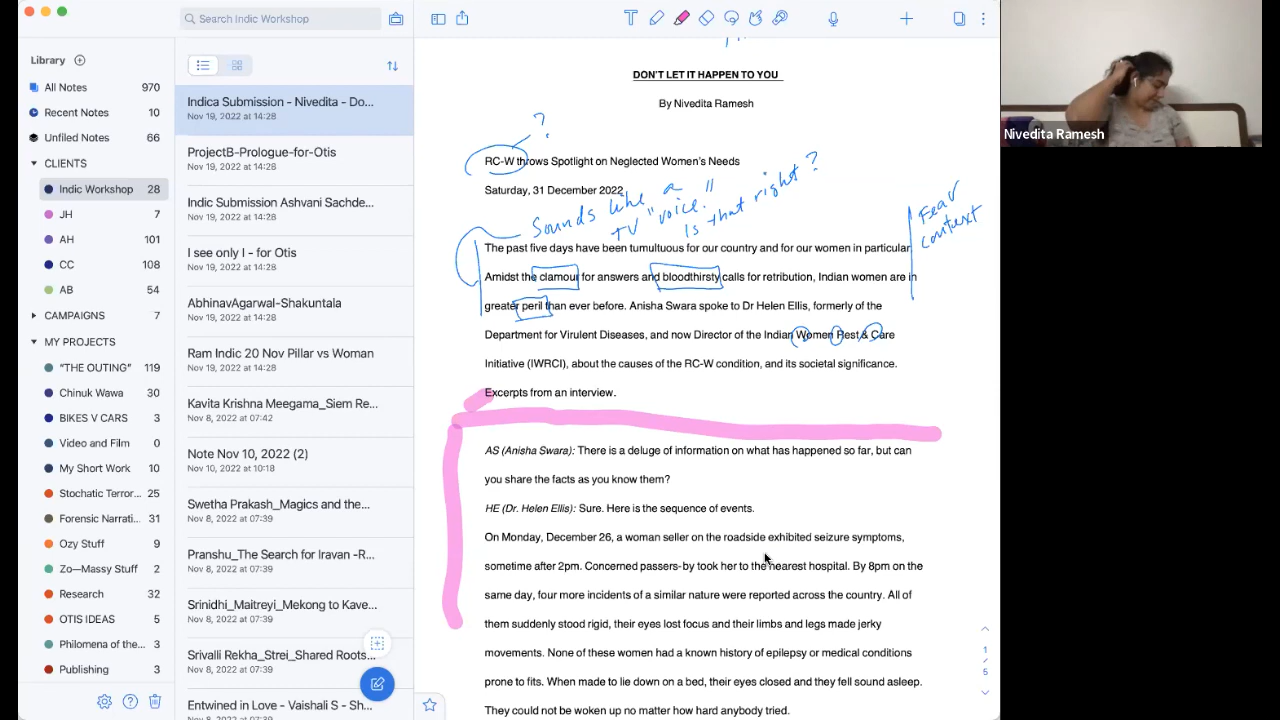 Search Indic Workshop
Library
All Notes 970
Recent Notes 113
Unfiled Notes 66
CLIENTS
Indic Workshop 28
JH 7
AH 101
CC 108
AB 54
CAMPAIGNS 7
MY PROJECTS
“THE OUTING” 119
Chinuk Wawa 30
BIKES V CARS 3
Video and Film 0
My Short Work 10
Stochatic Terror... 25
Forensic Narrati... 31
Ozy Stuff 9
Zo—Massy Stuff 2
Research 32
OTIS IDEAS 5
Philomena of the... 3
Publishing 3
Indica Submission - Nivedita - Do...
Nov 19, 2022 at 14:28
ProjectB-Prologue-for-Otis
Nov 19, 2022 at 14:28
Indic Submission Ashvani Sachde...
Nov 19, 2022 at 14:28
I see only I - for Otis
Nov 19, 2022 at 14:28
AbhinavAgarwal-Shakuntala
Nov 19, 2022 at 14:28
Ram Indic 20 Nov Pillar vs Woman
Nov 19, 2022 at 14:28
Kavita Krishna Meegama_Siem Re...
Nov 8, 2022 at 07:42
Note Nov 10, 2022 (2)
Nov 10, 2022 at 10:18
Swetha Prakash_Magics and the...
Nov 8, 2022 at 07:39
Pranshu_The Search for Iravan -R...
Nov 8, 2022 at 07:39
Srinidhi_Maitreyi_Mekong to Kave...
Nov 8, 2022 at 07:39
Srivalli Rekha_Strei_Shared Roots...
Nov 8, 2022 at 07:39
Entwined in Love - Vaishali S - Sh...
Nov 8, 2022 at 07:39
DON'T LET IT HAPPEN TO YOU
By Nivedita Ramesh
?
RC-W throws Spotlight on Neglected Women's Needs
Saturday, 31 December 2022
Sounds like a
TV "voice."
Is that right?
Fear
context
The past five days have been tumultuous for our country and for our women in particular.
Amidst the clamour for answers and bloodthirsty calls for retribution, Indian women are in
greater peril than ever before. Anisha Swara spoke to Dr Helen Ellis, formerly of the
Department for Virulent Diseases, and now Director of the Indian Women Rest & Care
Initiative (IWRCI), about the causes of the RC-W condition, and its societal significance.
Excerpts from an interview.
AS (Anisha Swara): There is a deluge of information on what has happened so far, but can
you share the facts as you know them?
HE (Dr. Helen Ellis): Sure. Here is the sequence of events.
On Monday, December 26, a woman seller on the roadside exhibited seizure symptoms,
sometime after 2pm. Concerned passers-by took her to the nearest hospital. By 8pm on the
same day, four more incidents of a similar nature were reported across the country. All of
them suddenly stood rigid, their eyes lost focus and their limbs and legs made jerky
movements. None of these women had a known history of epilepsy or medical conditions
prone to fits. When made to lie down on a bed, their eyes closed and they fell sound asleep.
They could not be woken up no matter how hard anybody tried.
1
/
5
Nivedita Ramesh